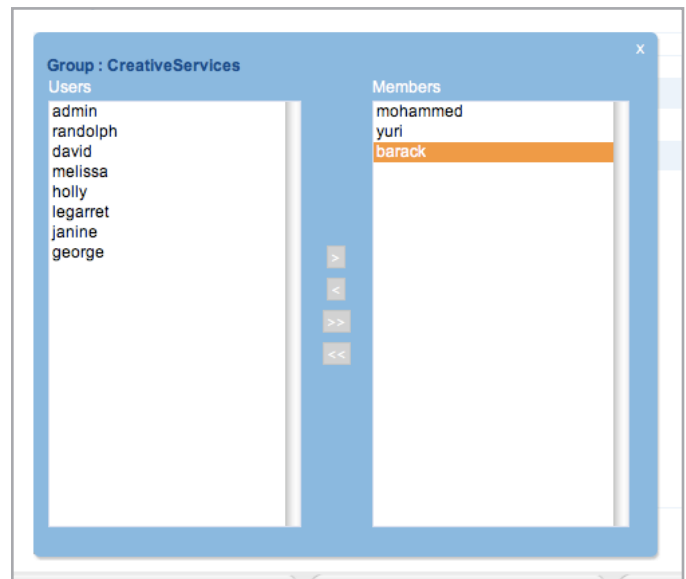 x
Group : CreativeServices
Users
Members
admin
randolph
david
melissa
holly
legarret
janine
george
>
<
>>
<<
mohammed
yuri
barack